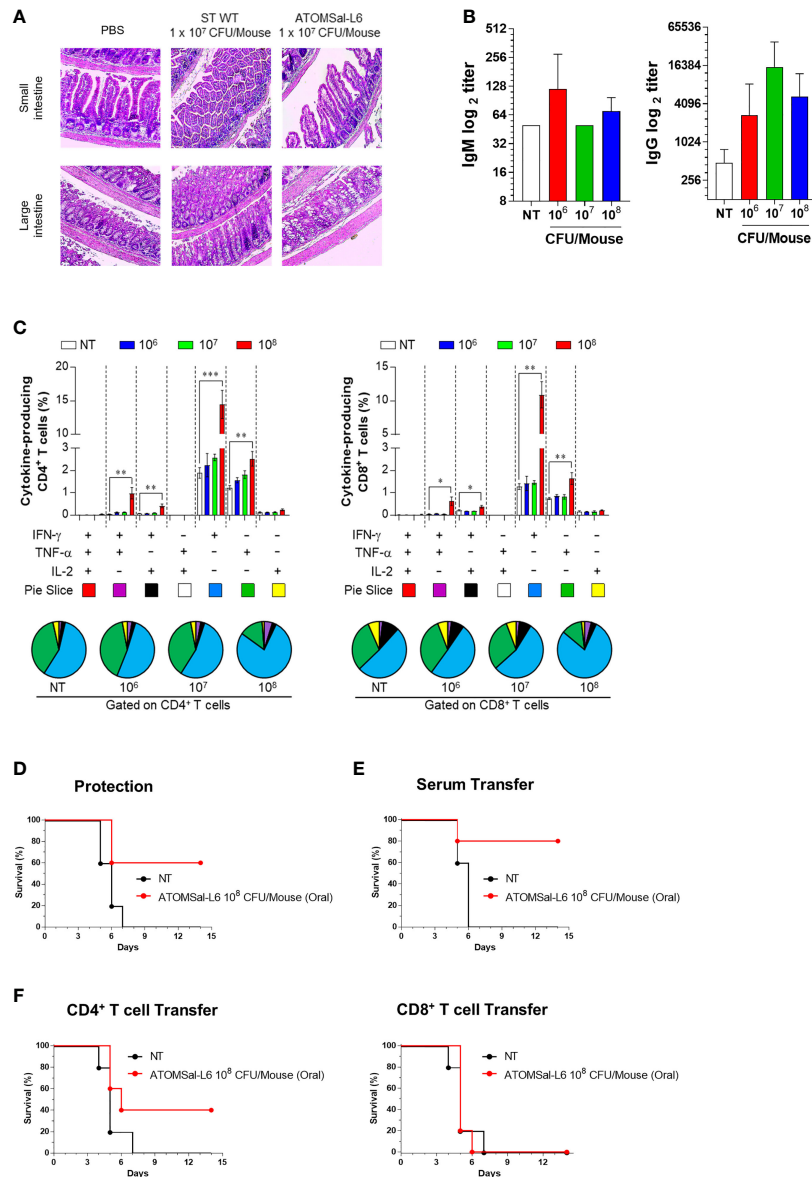 A
PBS
ST WT
1 x 10⁷ CFU/Mouse
ATOMSal-L6
1 x 10⁷ CFU/Mouse
Small
intestine
Large
intestine
B
IgM log ₂ titer
512
256
128
64
32
16
8
NT 10⁶ 10⁷ 10⁸
CFU/Mouse
IgG log ₂ titer
65536
16384
4096
1024
256
NT 10⁶ 10⁷ 10⁸
CFU/Mouse
C
NT 10⁶ 10⁷ 10⁸
Cytokine-producing
CD4⁺ T cells (%)
20
15
10
5
3
2
1
0
** ** *** **
IFN-γ + + + - - + -
TNF-α + + - + - + -
IL-2 + - + + - - +
Pie Slice
NT 10⁶ 10⁷ 10⁸
Gated on CD4⁺ T cells
NT 10⁶ 10⁷ 10⁸
Cytokine-producing
CD8⁺ T cells (%)
20
15
10
5
3
2
1
0
* * ** **
IFN-γ
TNF-α
IL-2
Pie Slice
NT 10⁶ 10⁷ 10⁸
Gated on CD8⁺ T cells
D
Protection
Survival (%)
100
80
60
40
20
0
0 3 6 9 12 15
Days
NT
ATOMSal-L6 10⁸ CFU/Mouse (Oral)
E
Serum Transfer
Survival (%)
100
80
60
40
20
0
0 3 6 9 12 15
Days
NT
ATOMSal-L6 10⁸ CFU/Mouse (Oral)
F
CD4⁺ T cell Transfer
Survival (%)
100
80
60
40
20
0
0 3 6 9 12 15
Days
NT
ATOMSal-L6 10⁸ CFU/Mouse (Oral)
CD8⁺ T cell Transfer
Survival (%)
100
80
60
40
20
0
0 3 6 9 12 15
Days
NT
ATOMSal-L6 10⁸ CFU/Mouse (Oral)